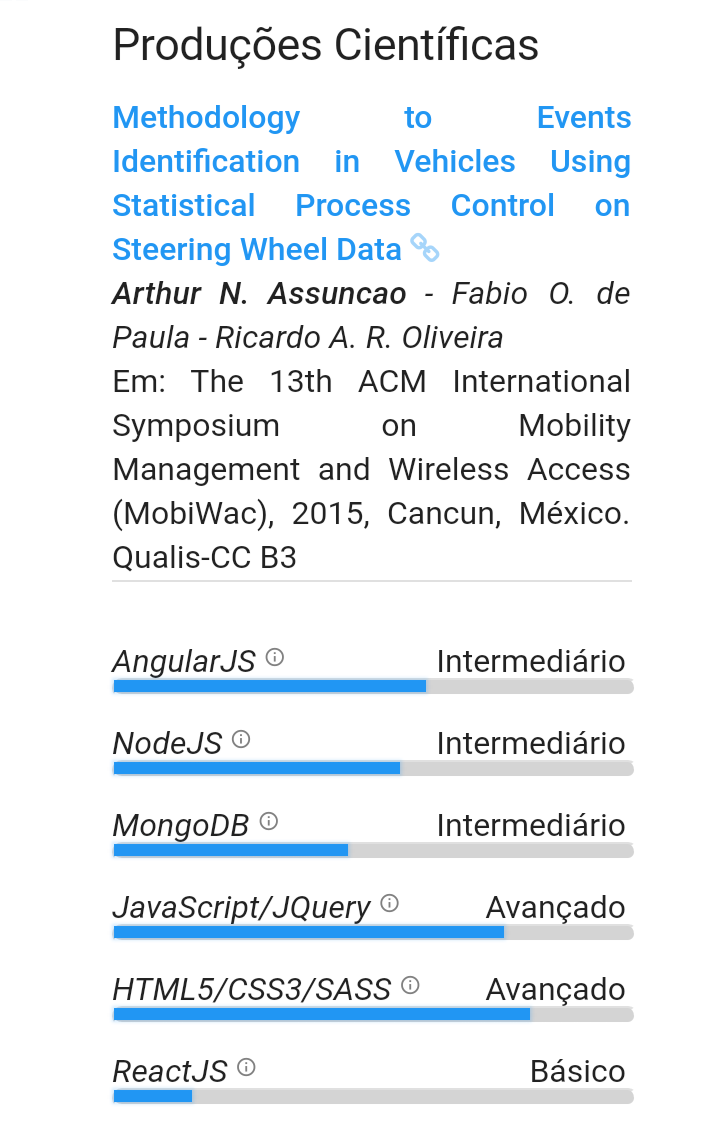 Produções Científicas
Methodology to Events
Identification in Vehicles Using
Statistical Process Control on
Steering Wheel Data
Arthur N. Assuncao - Fabio O. de
Paula - Ricardo A. R. Oliveira
Em: The 13th ACM International
Symposium on Mobility
Management and Wireless Access
(MobiWac), 2015, Cancun, México.
Qualis-CC B3
AngularJS Intermediário
NodeJS Intermediário
MongoDB Intermediário
JavaScript/JQuery Avançado
HTML5/CSS3/SASS Avançado
ReactJS Básico